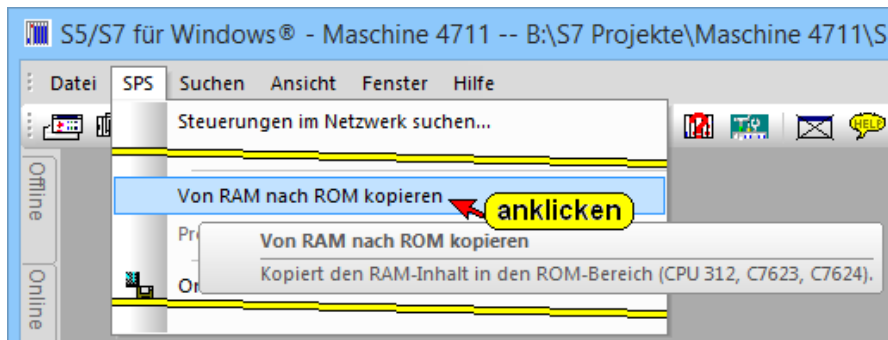 S5/S7 für Windows® - Maschine 4711 -- B:\S7 Projekte\Maschine 4711\S
Datei SPS Suchen Ansicht Fenster Hilfe
Steuerungen im Netzwerk suchen...
HELP
Offline
Von RAM nach ROM kopieren
anklicken
Von RAM nach ROM kopieren
Kopiert den RAM-Inhalt in den ROM-Bereich (CPU 312, C7623, C7624).
Online